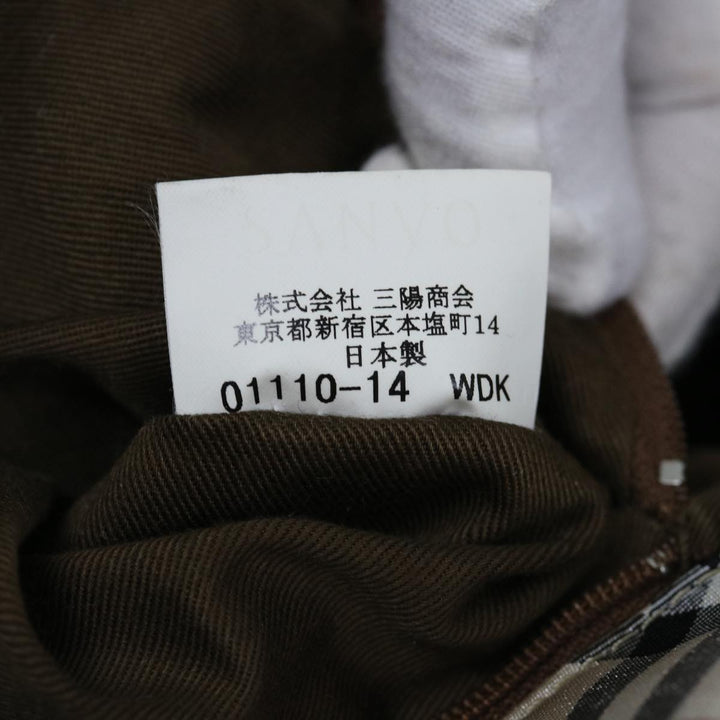 SANYO
株式会社 三陽商会
東京都新宿区本塩町14
日本製
01110-14 WDK